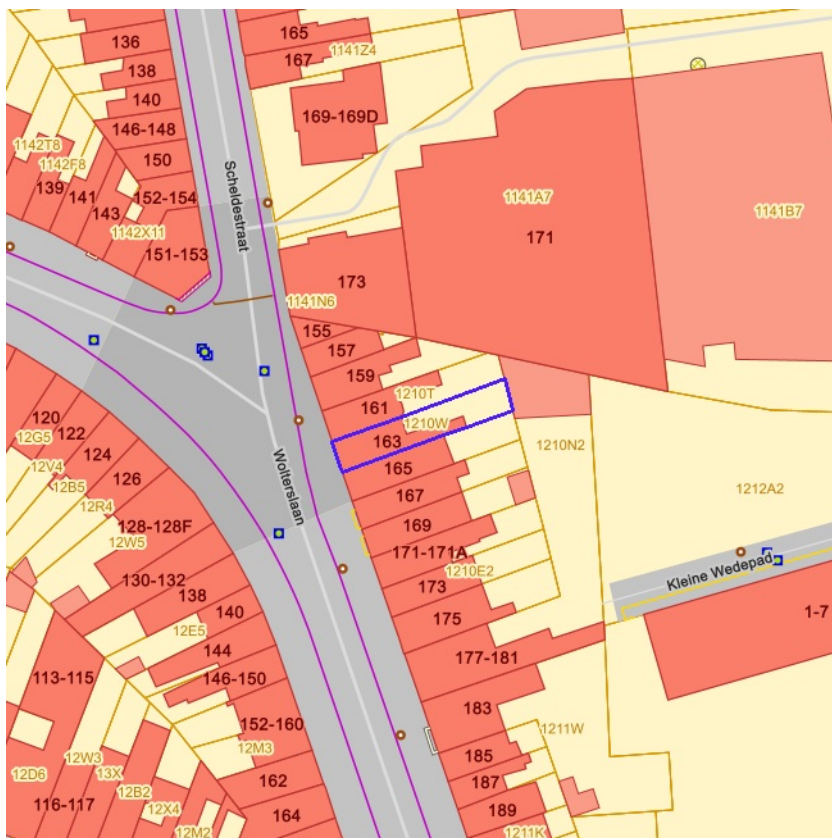 136
165
1141Z4
138
167
140
169-169D
146-148
1142T8
150
1142F8
139
141
152-154
1141A7
143
1141B7
1142X11
Scheldestraat
171
151-153
173
1141N6
155
157
159
1210T
161
1210W
163
120
12G5
122
165
1210N2
124
12V4
Wolterslaan
126
12B5
167
1212A2
12R4
128-128F
169
12W5
171-171A
1210E2
130-132
173
Kleine Wedepad
138
140
175
1-7
12E5
144
177-181
113-115
146-150
183
152-160
1211W
12M3
12W3
185
12D6
13X
162
187
116-117
12B2
12X4
164
189
12M2
1211K